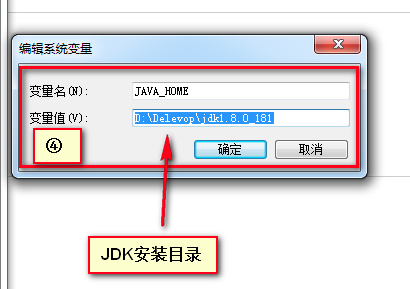 编辑系统变量
变量名(N): JAVA_HOME
变量值(V): D:\Delevop\jdk1.8.0_181
④
确定 取消
JDK安装目录